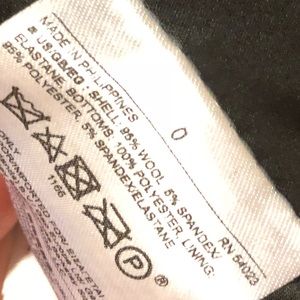 0
RN 54023
MADE IN PHILIPPINES
SHELL: 95% WOOL 5% SPANDEX/
ELASTANE, BOTTOMS: 100% POLYESTER, LINING:
95% POLYESTER, 5% SPANDEX/ELASTANE
1166
P
ONLY